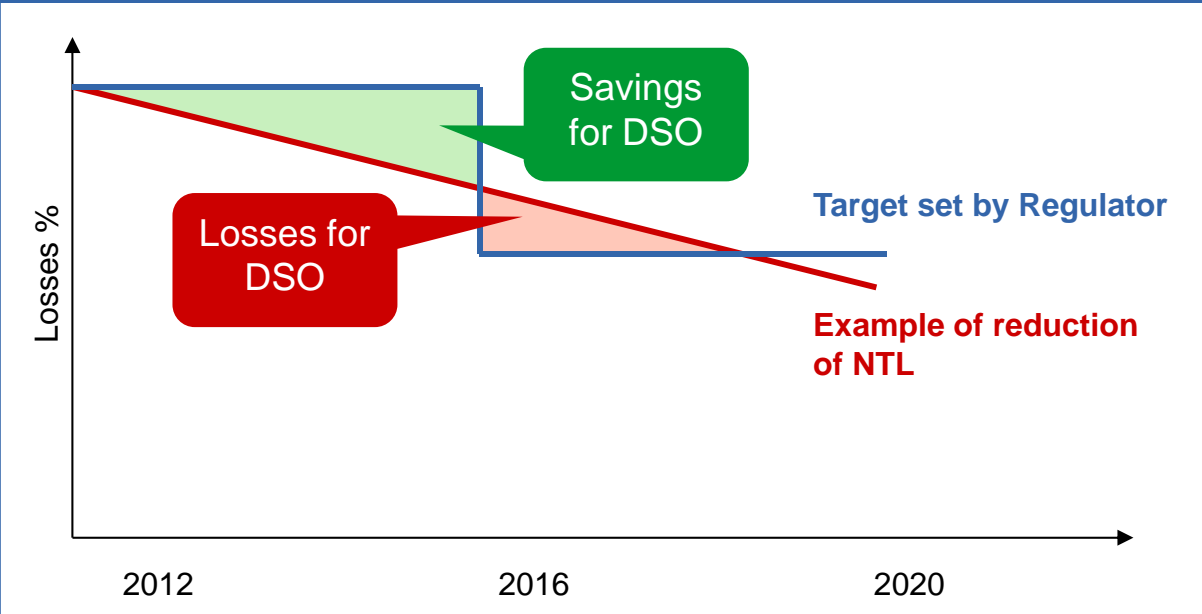 Savings
for DSO
Losses for
DSO
Target set by Regulator
Losses %
Example of reduction
of NTL
2012
2016
2020